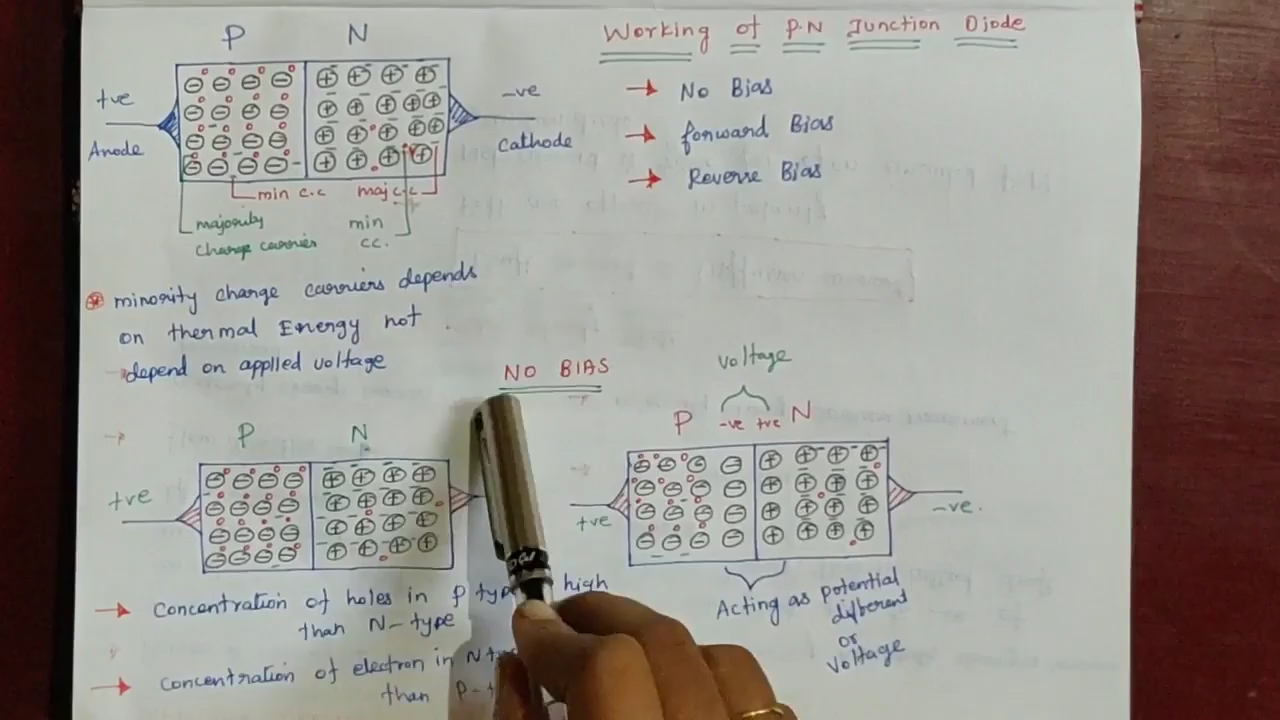 Working of P.N Junction Diode
P N
+ve
Anode
-ve
Cathode
min c.c
maj c.c
majority
charge carrier
min
cc.
→ No Bias
→ forward Bias
→ Reverse Bias
minority charge carriers depends
on thermal Energy not
depend on applied voltage
NO BIAS
P N
+ve
voltage
P -ve +ve N
+ve
-ve.
Acting as potential
different
or
voltage
→ Concentration of holes in P type high
than N-type
→ Concentration of electron in N
than P-